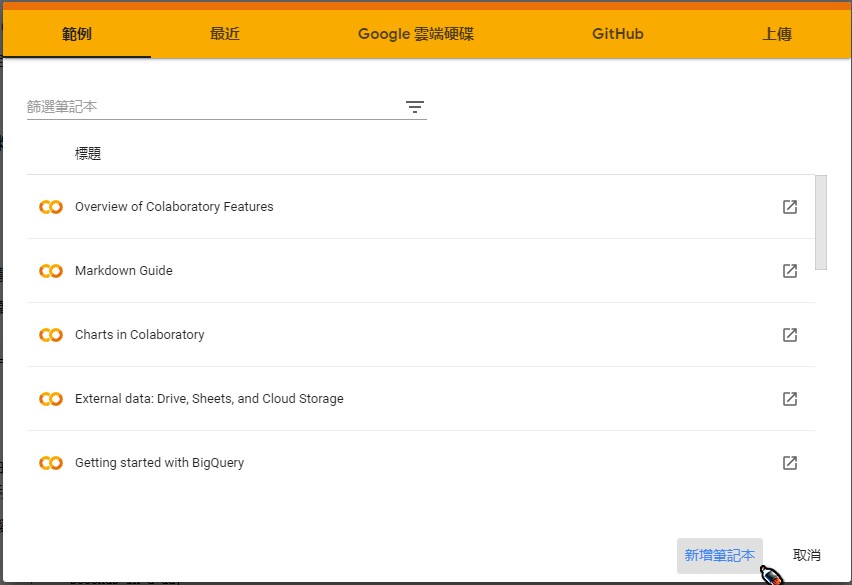 範例 最近 Google 雲端硬碟 GitHub 上傳
篩選筆記本
標題
Overview of Colaboratory Features
Markdown Guide
Charts in Colaboratory
External data: Drive, Sheets, and Cloud Storage
Getting started with BigQuery
新增筆記本 取消